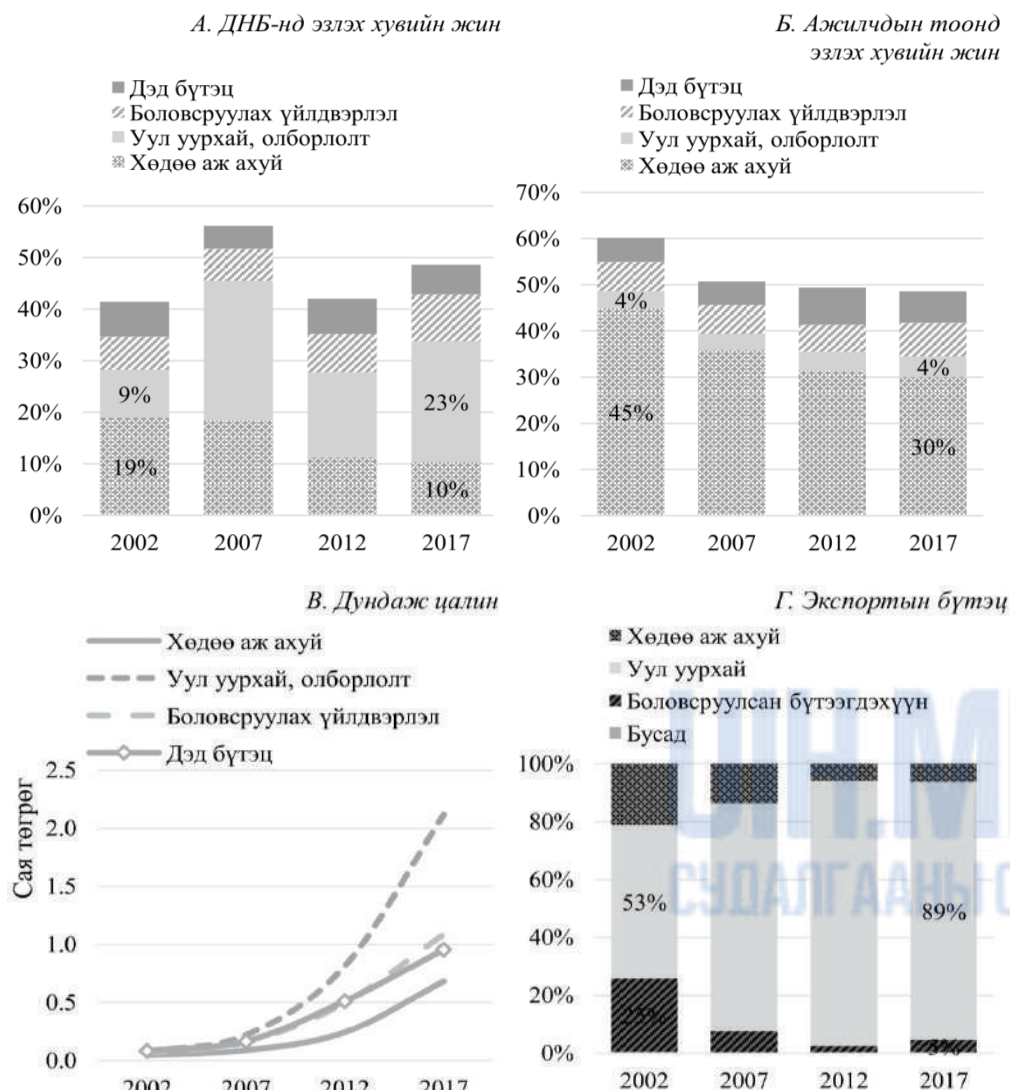 А. ДНБ-нд эзлэх хувийн жин
Дэд бүтэц
Боловсруулах үйлдвэрлэл
Уул уурхай, олборлолт
Хөдөө аж ахуй
60%
50%
40%
30%
20%
10%
0%
9%
19%
23%
10%
2002 2007 2012 2017
Б. Ажилчдын тоонд
эзлэх хувийн жин
Дэд бүтэц
Боловсруулах үйлдвэрлэл
Уул уурхай, олборлолт
Хөдөө аж ахуй
70%
60%
50%
40%
30%
20%
10%
0%
4%
45%
4%
30%
2002 2007 2012 2017
В. Дундаж цалин
Хөдөө аж ахуй
Уул уурхай, олборлолт
Боловсруулах үйлдвэрлэл
Дэд бүтэц
Сая төгрөг
2.5
2.0
1.5
1.0
0.5
0.0
2002 2007 2012 2017
Г. Экспортын бүтэц
Хөдөө аж ахуй
Уул уурхай
Боловсруулсан бүтээгдэхүүн
Бусад
100%
80%
60%
40%
20%
0%
53%
89%
2002 2007 2012 2017
СУДАЛГААНЫ